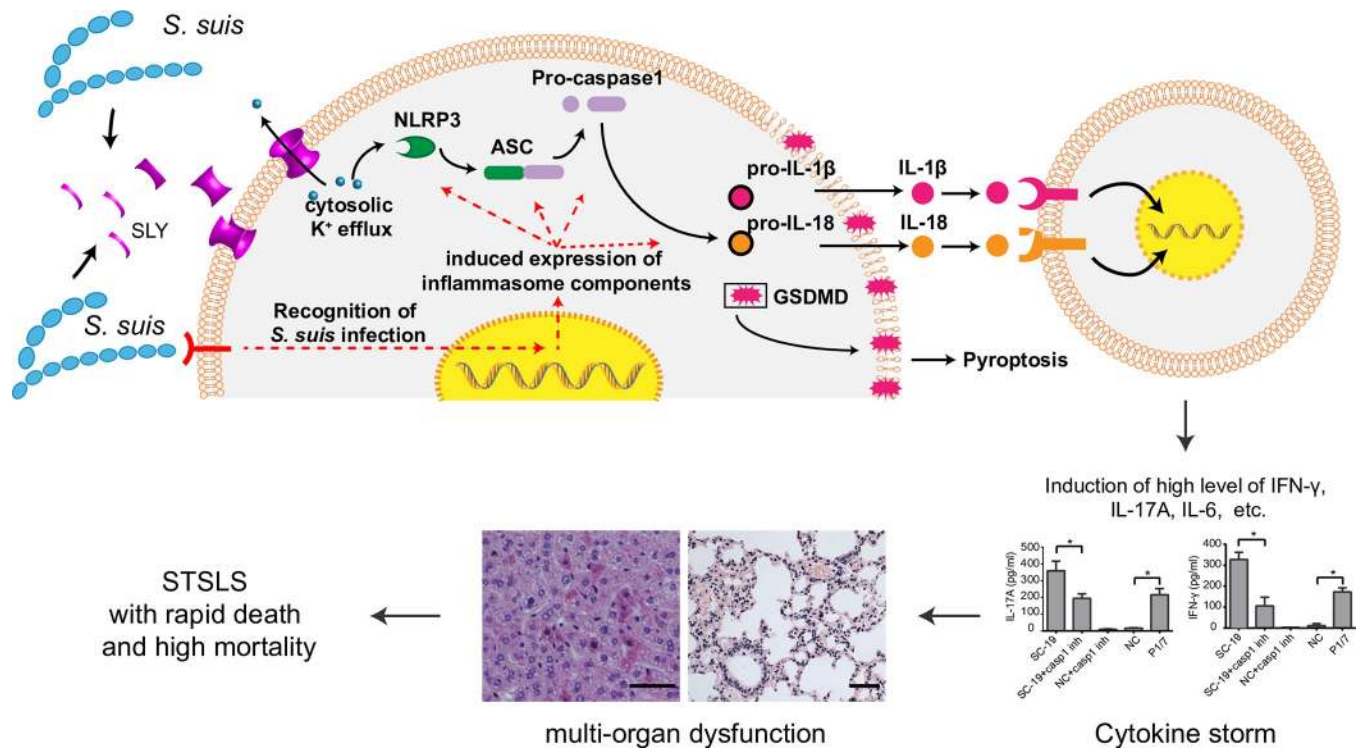 S. suis
SLY
S. suis
cytosolic
K⁺ efflux
NLRP3
ASC
Pro-caspase1
induced expression of
inflammasome components
Recognition of
S. suis infection
pro-IL-1β
IL-1β
pro-IL-18
IL-18
GSDMD
Pyroptosis
Induction of high level of IFN-γ,
IL-17A, IL-6, etc.
IL-17A (pg/ml)
500
400
300
200
100
0
*
*
SC-19
SC-19+casp1 inh
NC+casp1 inh
NC
P1/7
IFN-γ (pg/ml)
400
300
200
100
0
*
*
SC-19
SC-19+casp1 inh
NC+casp1 inh
NC
P1/7
Cytokine storm
multi-organ dysfunction
STSLS
with rapid death
and high mortality